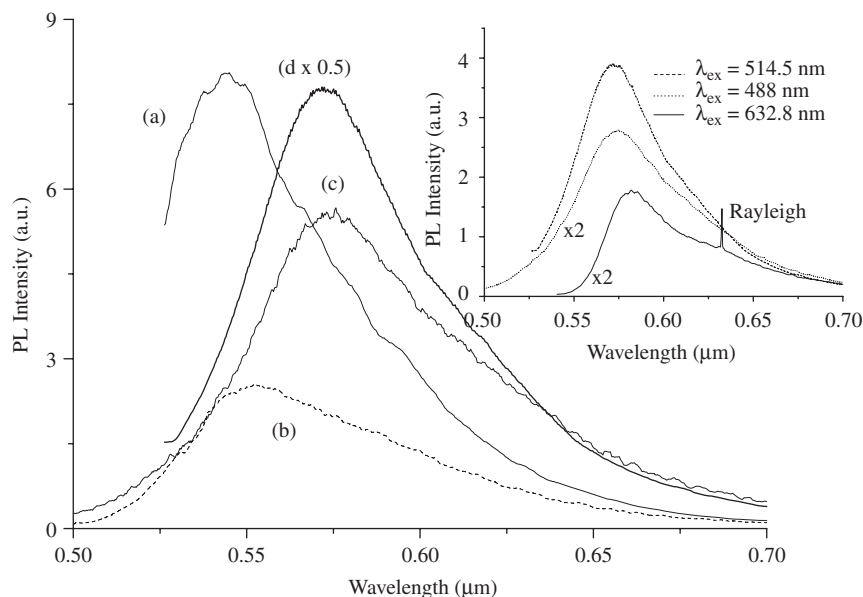 9
6
3
0
0.50
0.55
0.60
0.65
0.70
PL Intensity (a.u.)
Wavelength (μm)
(a)
(d x 0.5)
(c)
(b)
4
3
2
1
0
0.50
0.55
0.60
0.65
0.70
PL Intensity (a.u.)
Wavelength (μm)
λex = 514.5 nm
λex = 488 nm
λex = 632.8 nm
Rayleigh
x2
x2